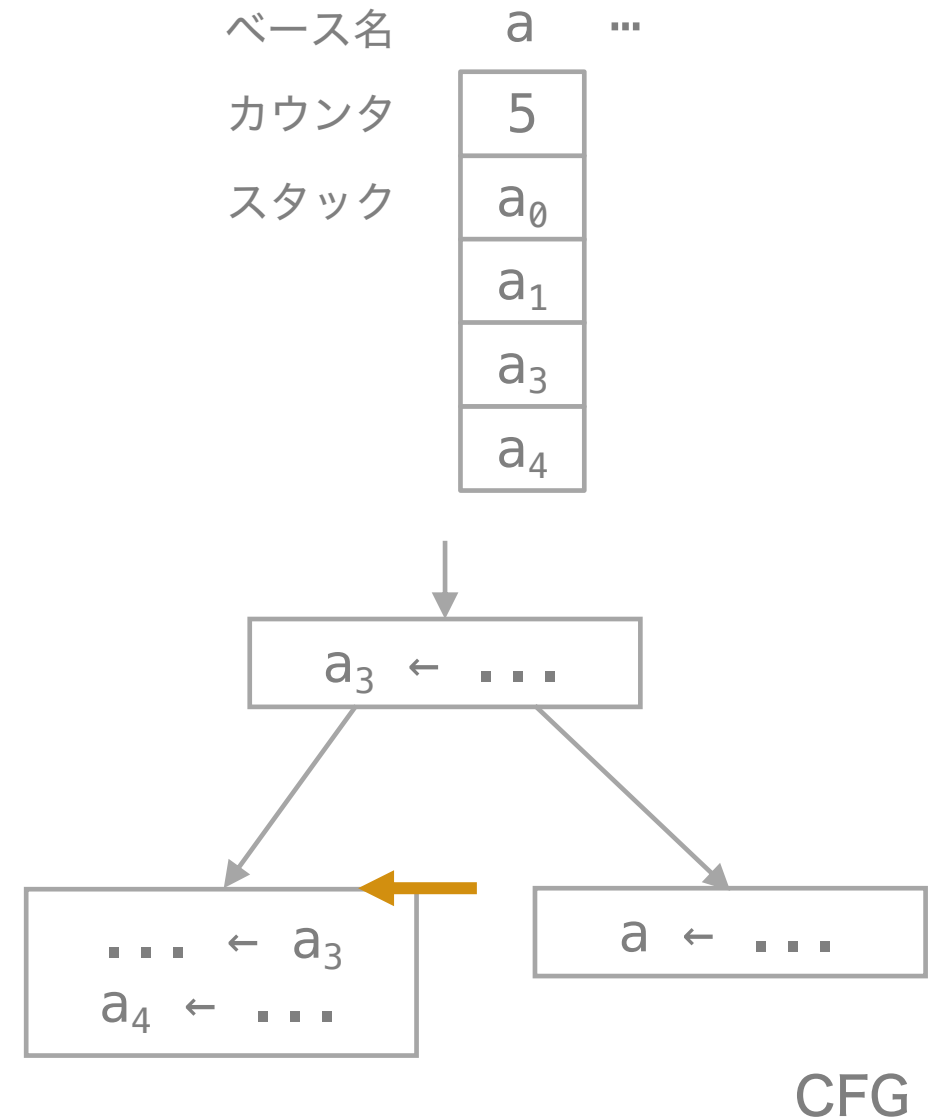 ベース名 a …
カウンタ 5
スタック a₀
a₁
a₃
a₄
a₃ ← ...
... ← a₃
a₄ ← ...
a ← ...
CFG